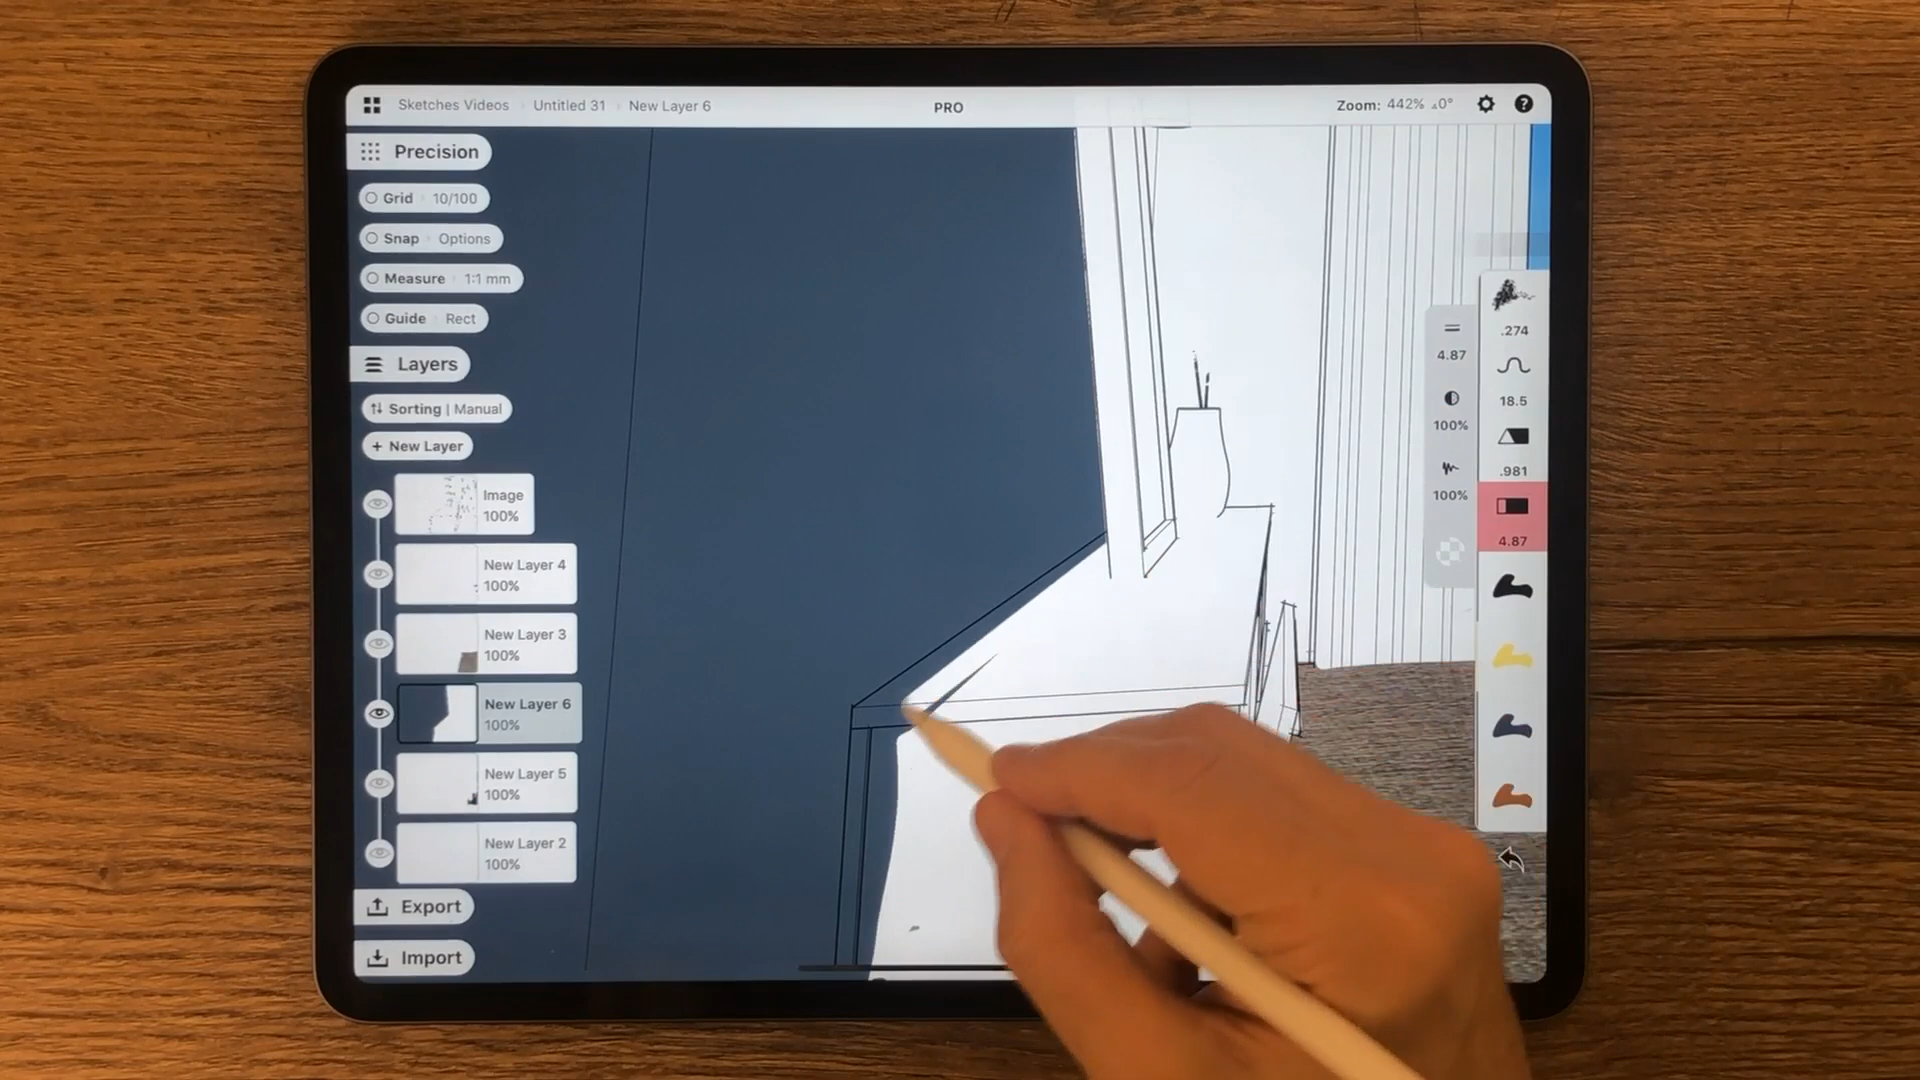 Sketches Videos › Untitled 31 › New Layer 6
PRO
Zoom: 442% ⊿0°
Precision
Grid › 10/100
Snap › Options
Measure › 1:1 mm
Guide › Rect
Layers
Sorting | Manual
+ New Layer
Image
100%
New Layer 4
100%
New Layer 3
100%
New Layer 6
100%
New Layer 5
100%
New Layer 2
100%
Export
Import
4.87
100%
100%
.274
18.5
.981
4.87